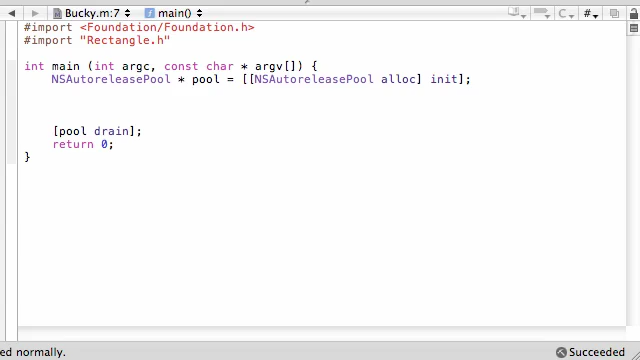 Bucky.m:7 main() C #
#import <Foundation/Foundation.h>
#import "Rectangle.h"
int main (int argc, const char * argv[]) {
NSAutoreleasePool * pool = [[NSAutoreleasePool alloc] init];
[pool drain];
return 0;
}
ed normally. Succeeded